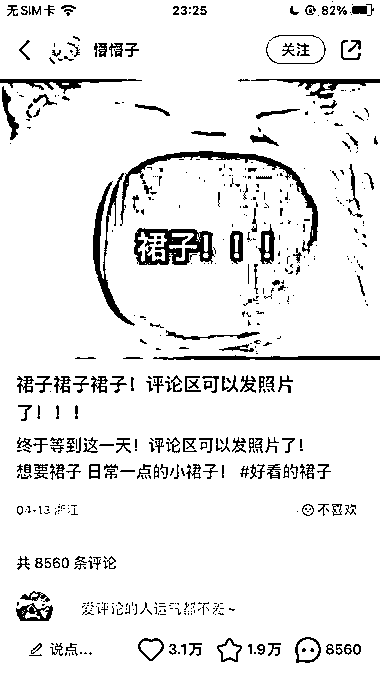 无SIM卡 23:25 82%
懵懵子 关注
裙子！！！
裙子裙子裙子！评论区可以发照片
了！！！
终于等到这一天！评论区可以发照片了！
想要裙子 日常一点的小裙子！ #好看的裙子
04-13 浙江 不喜欢
共 8560 条评论
爱评论的人运气都不差~
说点... 3.1万 1.9万 8560